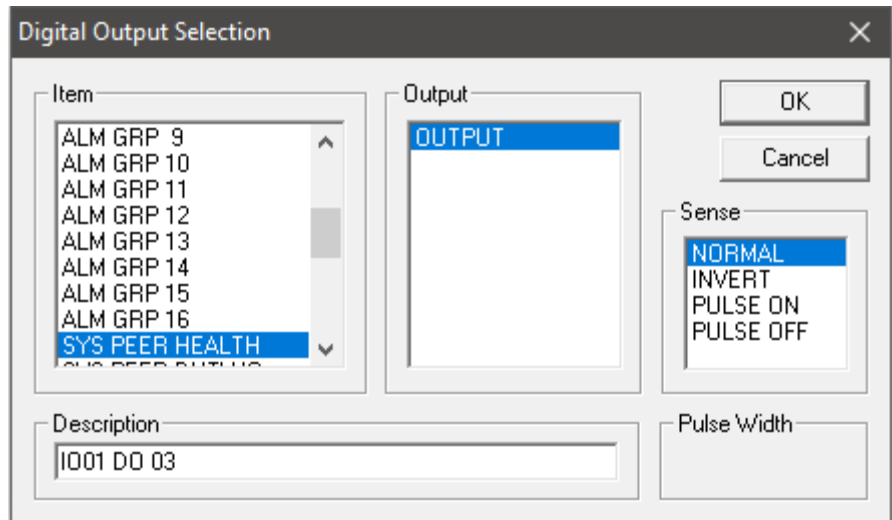 Digital Output Selection
Item
ALM GRP 9
ALM GRP 10
ALM GRP 11
ALM GRP 12
ALM GRP 13
ALM GRP 14
ALM GRP 15
ALM GRP 16
SYS PEER HEALTH
Output
OUTPUT
OK
Cancel
Sense
NORMAL
INVERT
PULSE ON
PULSE OFF
Description
IO01 DO 03
Pulse Width